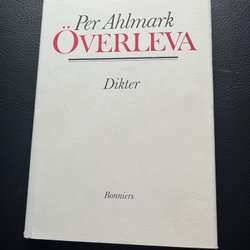 Per Ahlmark
ÖVERLEVA
Dikter
Bonniers